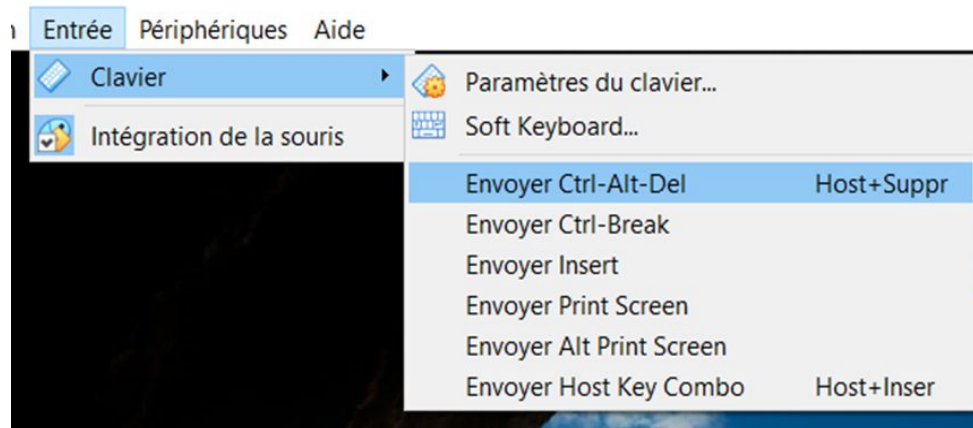 Entrée Périphériques Aide
Clavier
Intégration de la souris
Paramètres du clavier...
Soft Keyboard...
Envoyer Ctrl-Alt-Del Host+Suppr
Envoyer Ctrl-Break
Envoyer Insert
Envoyer Print Screen
Envoyer Alt Print Screen
Envoyer Host Key Combo Host+Inser